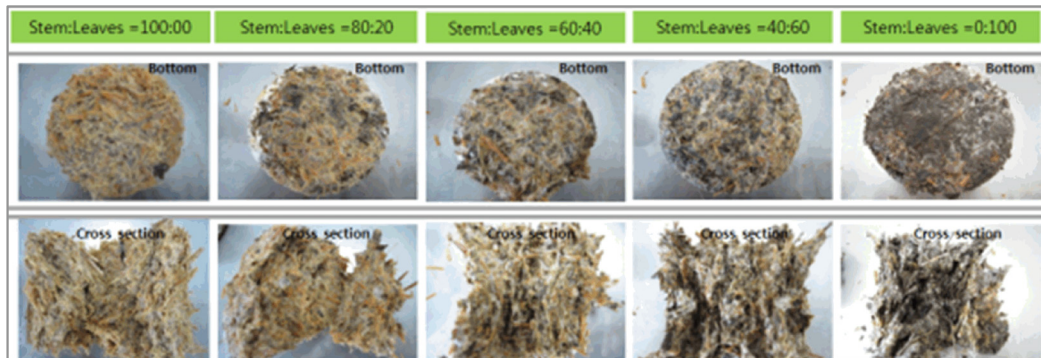 Stem:Leaves =100:00
Stem:Leaves =80:20
Stem:Leaves =60:40
Stem:Leaves =40:60
Stem:Leaves =0:100
Bottom
Bottom
Bottom
Bottom
Bottom
Cross section
Cross section
Cross section
Cross section
Cross section